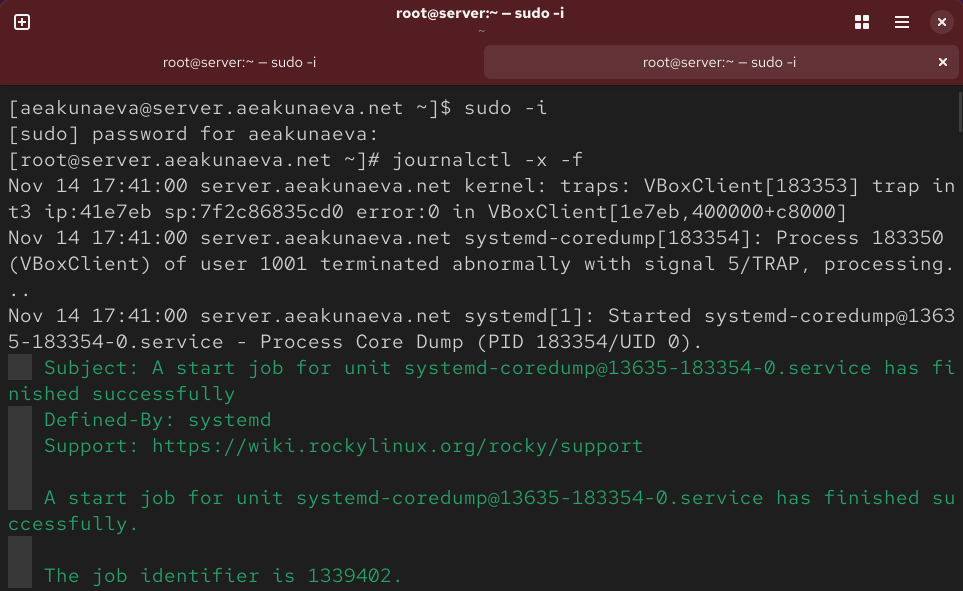 root@server:~ — sudo -i
~
root@server:~ — sudo -i
root@server:~ — sudo -i
[aeakunaeva@server.aeakunaeva.net ~]$ sudo -i
[sudo] password for aeakunaeva:
[root@server.aeakunaeva.net ~]# journalctl -x -f
Nov 14 17:41:00 server.aeakunaeva.net kernel: traps: VBoxClient[183353] trap in
t3 ip:41e7eb sp:7f2c86835cd0 error:0 in VBoxClient[1e7eb,400000+c8000]
Nov 14 17:41:00 server.aeakunaeva.net systemd-coredump[183354]: Process 183350
(VBoxClient) of user 1001 terminated abnormally with signal 5/TRAP, processing.
..
Nov 14 17:41:00 server.aeakunaeva.net systemd[1]: Started systemd-coredump@1363
5-183354-0.service - Process Core Dump (PID 183354/UID 0).
Subject: A start job for unit systemd-coredump@13635-183354-0.service has fi
nished successfully
Defined-By: systemd
Support: https://wiki.rockylinux.org/rocky/support
A start job for unit systemd-coredump@13635-183354-0.service has finished su
ccessfully.
The job identifier is 1339402.